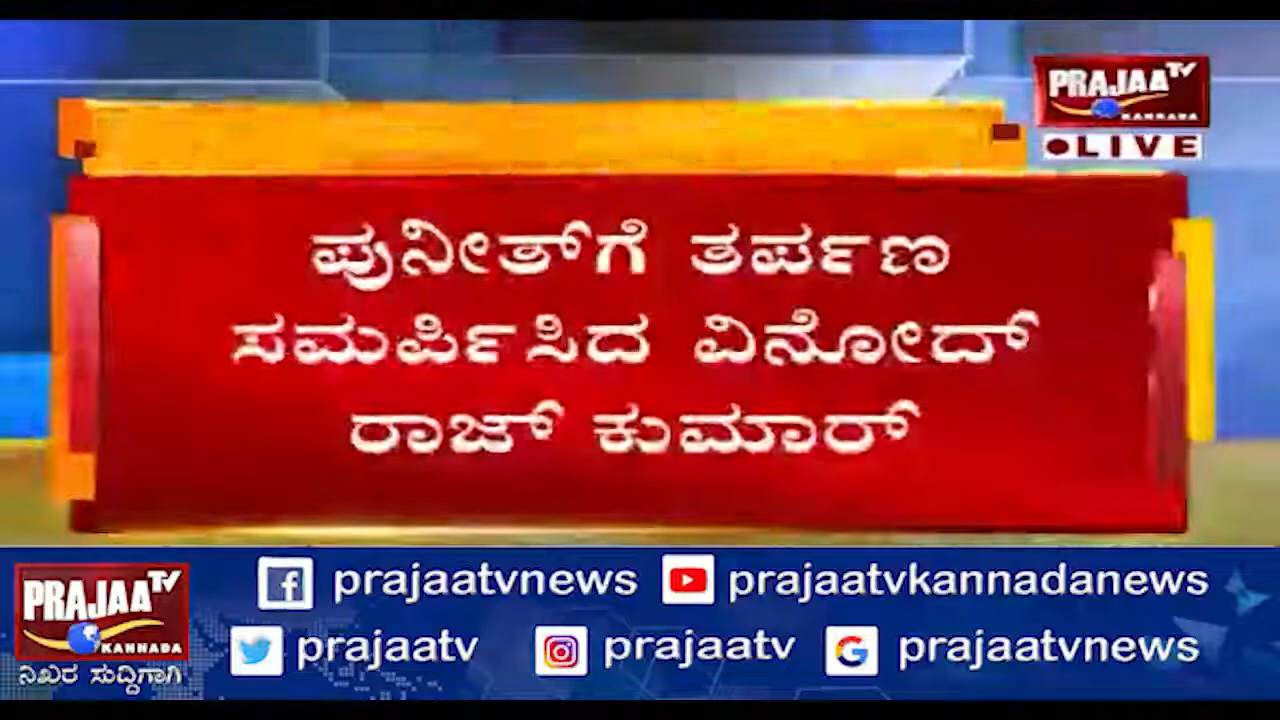 PRAJAA TV
KANNADA
LIVE
ಪುನೀತ್‌ಗೆ ತರ್ಪಣ
ಸಮರ್ಪಿಸಿದ ವಿನೋದ್
ರಾಜ್ ಕುಮಾರ್
PRAJAA TV
KANNADA
ನಿಖರ ಸುದ್ದಿಗಾಗಿ
prajaatvnews prajaatvkannadanews
prajaatv prajaatv prajaatvnews